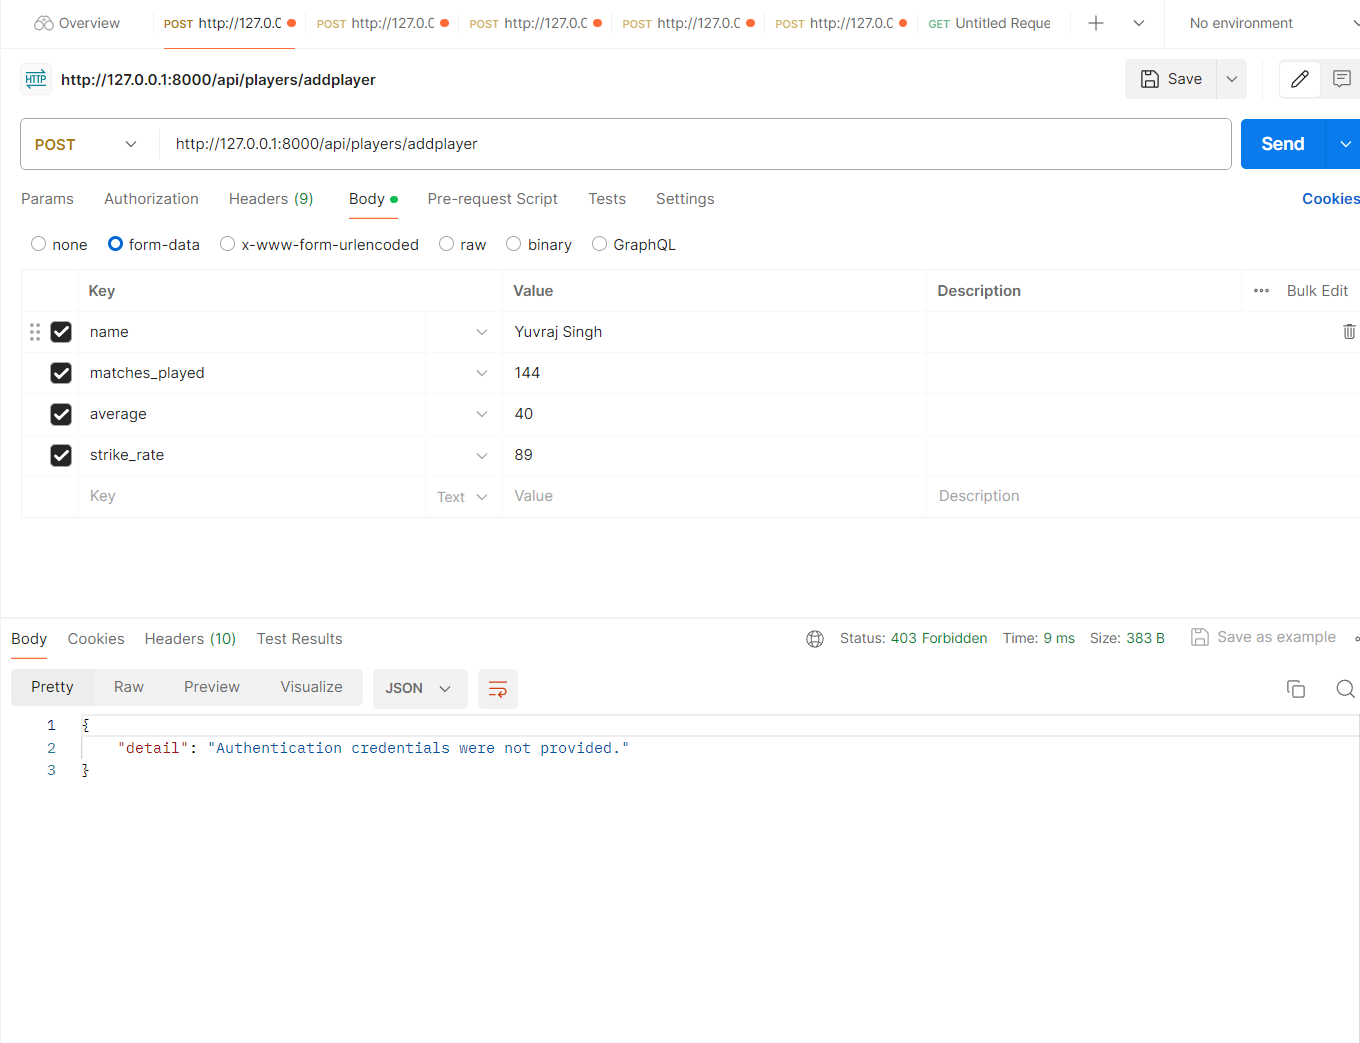 Overview POST http://127.0.0 POST http://127.0.0 POST http://127.0.0 POST http://127.0.0 POST http://127.0.0 GET Untitled Reque No environment
HTTP http://127.0.0.1:8000/api/players/addplayer Save
POST http://127.0.0.1:8000/api/players/addplayer Send
Params Authorization Headers (9) Body Pre-request Script Tests Settings Cookies
none form-data x-www-form-urlencoded raw binary GraphQL
Key Value Description Bulk Edit
name Yuvraj Singh
matches_played 144
average 40
strike_rate 89
Key Text Value Description
Body Cookies Headers (10) Test Results Status: 403 Forbidden Time: 9 ms Size: 383 B Save as example
Pretty Raw Preview Visualize JSON
1 {
2 "detail": "Authentication credentials were not provided."
3 }